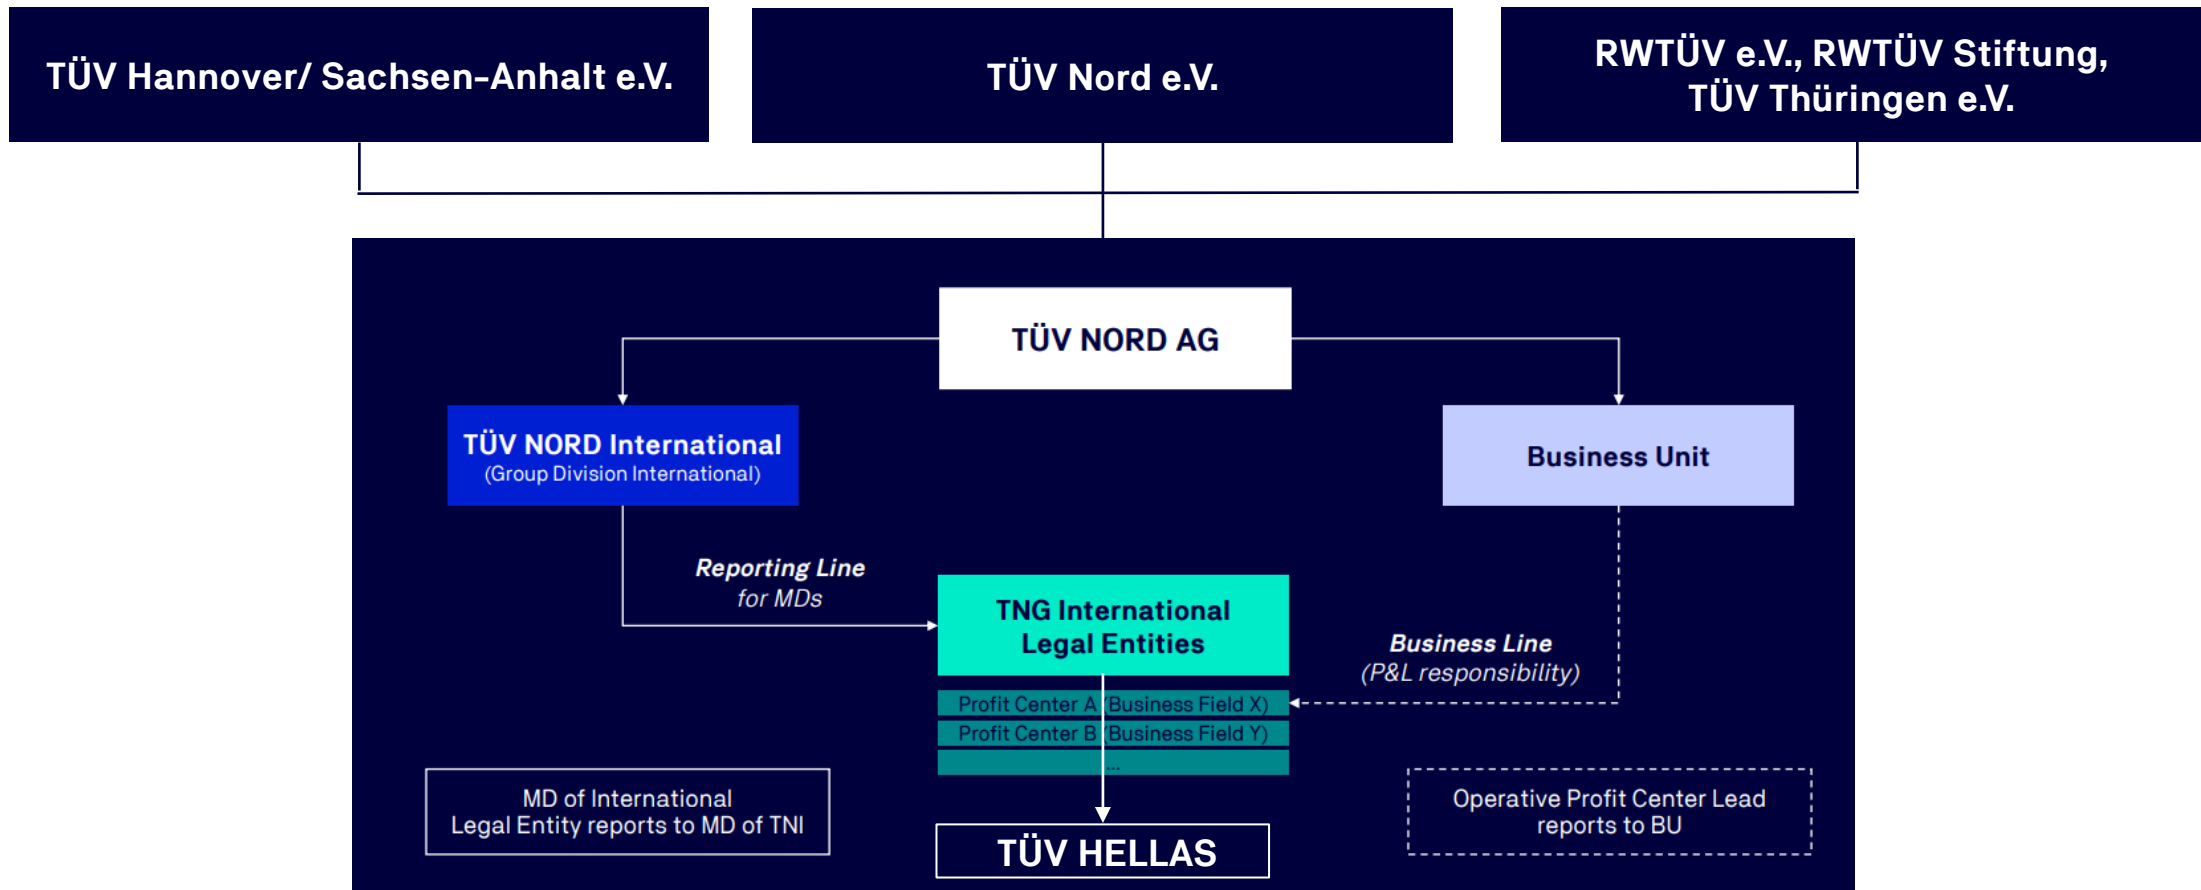 TÜV Hannover/ Sachsen-Anhalt e.V.
TÜV Nord e.V.
RWTÜV e.V., RWTÜV Stiftung,
TÜV Thüringen e.V.
TÜV NORD AG
TÜV NORD International
(Group Division International)
Business Unit
Reporting Line
for MDs
TNG International
Legal Entities
Business Line
(P&L responsibility)
Profit Center A (Business Field X)
Profit Center B (Business Field Y)
...
MD of International
Legal Entity reports to MD of TNI
Operative Profit Center Lead
reports to BU
TÜV HELLAS